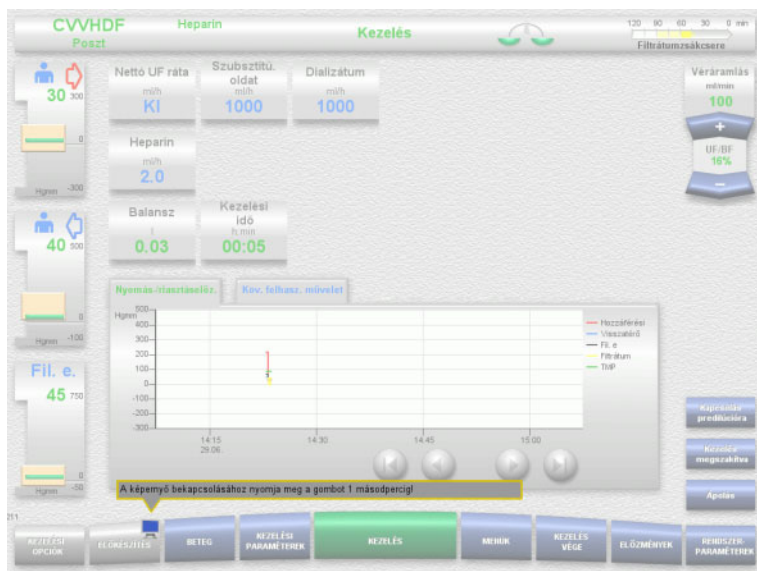 CVVHDF
Poszt
Heparin
Kezelés
120 90 60 30 0 min
Filtrátumzsákcsere
30 300
0
Hgmm -300
40 500
0
Hgmm -100
Fil. e.
45 750
0
Hgmm -50
Nettó UF ráta
ml/h
KI
Szubsztitú.
oldat
ml/h
1000
Dializátum
ml/h
1000
Heparin
ml/h
2.0
Balansz
l
0.03
Kezelési
idő
h:min
00:05
Véráramlás
ml/min
100
+
UF/BF
16%
−
Nyomás-/riasztáselőz.
Köv. felhasz. művelet
Hgmm
500
400
300
200
100
0
-100
-200
-300
14:15
28.06.
14:30
14:45
15:00
Hozzáférési
Visszatérő
Fil. e
Filtrátum
TMP
Kapcsolás
predilúcióra
Kezelés
megszakítva
Ápolás
A képernyő bekapcsolásához nyomja meg a gombot 1 másodpercig!
211
KEZELÉSI
OPCIÓK
ELŐKÉSZÍTÉS
BETEG
KEZELÉSI
PARAMÉTEREK
KEZELÉS
MENÜK
KEZELÉS
VÉGE
ELŐZMÉNYEK
RENDSZER-
PARAMÉTEREK